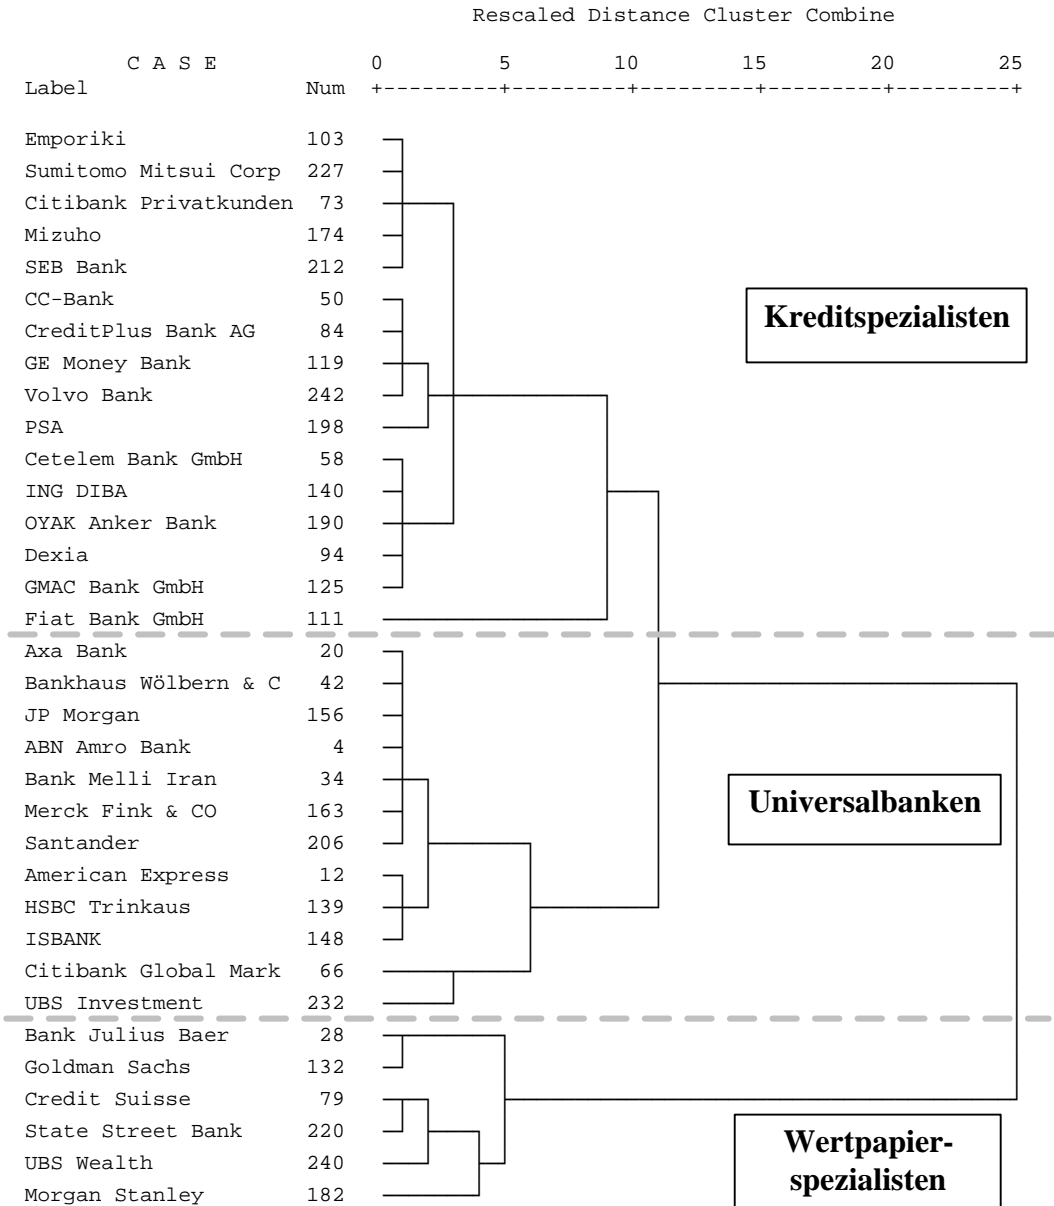 Rescaled Distance Cluster Combine
C A S E 0 5 10 15 20 25
Label Num +---------+---------+---------+---------+---------+
Emporiki 103
Sumitomo Mitsui Corp 227
Citibank Privatkunden 73
Mizuho 174
SEB Bank 212
CC-Bank 50
Kreditspezialisten
CreditPlus Bank AG 84
GE Money Bank 119
Volvo Bank 242
PSA 198
Cetelem Bank GmbH 58
ING DIBA 140
OYAK Anker Bank 190
Dexia 94
GMAC Bank GmbH 125
Fiat Bank GmbH 111
Axa Bank 20
Bankhaus Wölbern & C 42
JP Morgan 156
ABN Amro Bank 4
Bank Melli Iran 34
Universalbanken
Merck Fink & CO 163
Santander 206
American Express 12
HSBC Trinkaus 139
ISBANK 148
Citibank Global Mark 66
UBS Investment 232
Bank Julius Baer 28
Goldman Sachs 132
Credit Suisse 79
State Street Bank 220
Wertpapier-
UBS Wealth 240
spezialisten
Morgan Stanley 182